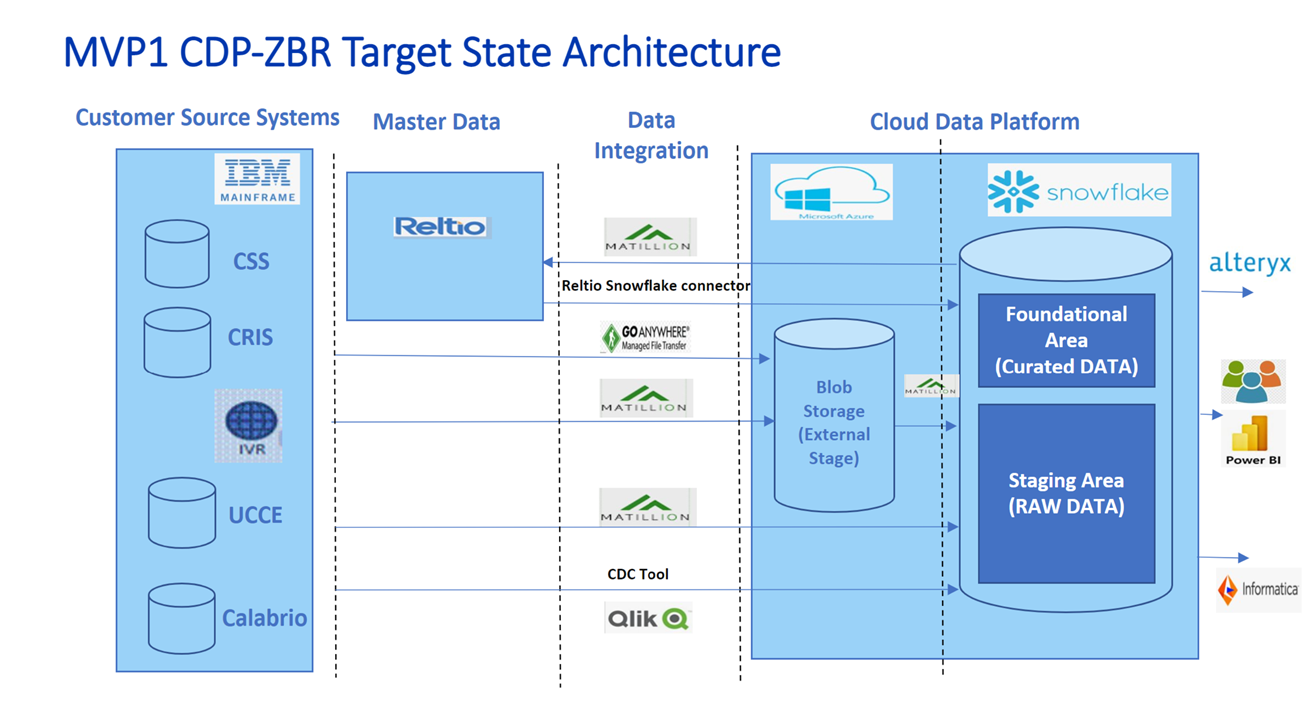 MVP1 CDP-ZBR Target State Architecture
Customer Source Systems
Master Data
Data
Integration
Cloud Data Platform
IBM
MAINFRAME
CSS
CRIS
IVR
UCCE
Calabrio
Reltio
MATILLION
Reltio Snowflake connector
GOANYWHERE®
Managed File Transfer
MATILLION
MATILLION
CDC Tool
Qlik
Microsoft Azure
Blob
Storage
(External
Stage)
MATILLION
snowflake
Foundational
Area
(Curated DATA)
Staging Area
(RAW DATA)
alteryx
Power BI
Informatica